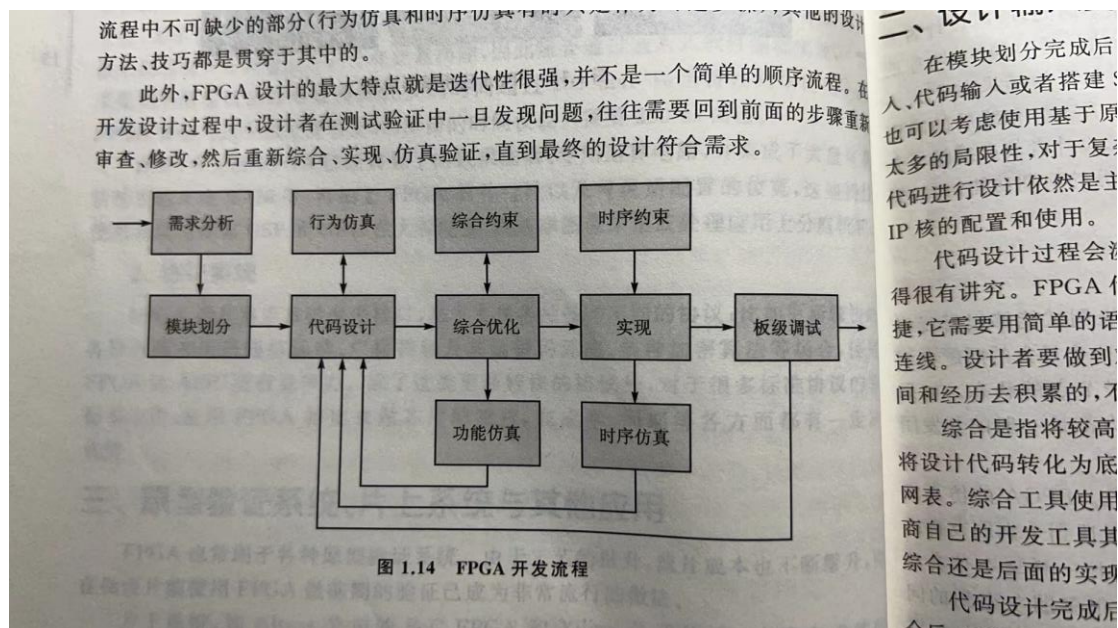 流程中不可缺少的部分(行为仿真和时序仿真有时只是作为
其他的设计
方法、技巧都是贯穿于其中的。
此外,FPGA 设计的最大特点就是迭代性很强,并不是一个简单的顺序流程。在
开发设计过程中,设计者在测试验证中一旦发现问题,往往需要回到前面的步骤重新
审查、修改,然后重新综合、实现、仿真验证,直到最终的设计符合需求。
需求分析
行为仿真
综合约束
时序约束
模块划分
代码设计
综合优化
实现
板级调试
功能仿真
时序仿真
图 1.14 FPGA 开发流程
二、设计输
在模块划分完成后
人、代码输入或者搭建
也可以考虑使用基于原
太多的局限性,对于复杂
代码进行设计依然是主
IP 核的配置和使用。
代码设计过程会
得很有讲究。FPGA 代
捷,它需要用简单的语
连线。设计者要做到
间和经历去积累的,不
综合是指将较高
将设计代码转化为底
网表。综合工具使用
商自己的开发工具其
综合还是后面的实现
代码设计完成后